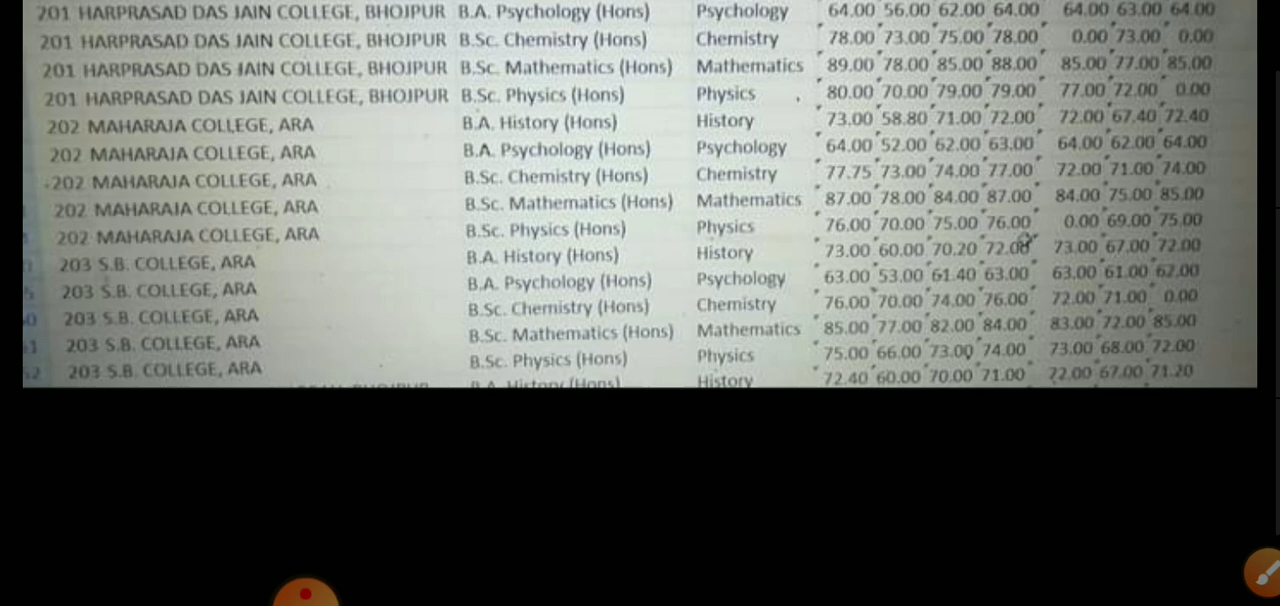 201 HARPRASAD DAS JAIN COLLEGE, BHOJPUR B.A. Psychology (Hons) Psychology 64.00 56.00 62.00 64.00 64.00 63.00 64.00
201 HARPRASAD DAS JAIN COLLEGE, BHOJPUR B.Sc. Chemistry (Hons) Chemistry 78.00 73.00 75.00 78.00 0.00 73.00 0.00
201 HARPRASAD DAS JAIN COLLEGE, BHOJPUR B.Sc. Mathematics (Hons) Mathematics 89.00 78.00 85.00 88.00 85.00 77.00 85.00
201 HARPRASAD DAS JAIN COLLEGE, BHOJPUR B.Sc. Physics (Hons) Physics 80.00 70.00 79.00 79.00 77.00 72.00 0.00
202 MAHARAJA COLLEGE, ARA B.A. History (Hons) History 73.00 58.80 71.00 72.00 72.00 67.40 72.40
202 MAHARAJA COLLEGE, ARA B.A. Psychology (Hons) Psychology 64.00 52.00 62.00 63.00 64.00 62.00 64.00
202 MAHARAJA COLLEGE, ARA B.Sc. Chemistry (Hons) Chemistry 77.75 73.00 74.00 77.00 72.00 71.00 74.00
202 MAHARAJA COLLEGE, ARA B.Sc. Mathematics (Hons) Mathematics 87.00 78.00 84.00 87.00 84.00 75.00 85.00
202 MAHARAJA COLLEGE, ARA B.Sc. Physics (Hons) Physics 76.00 70.00 75.00 76.00 0.00 69.00 75.00
203 S.B. COLLEGE, ARA B.A. History (Hons) History 73.00 60.00 70.20 72.00 73.00 67.00 72.00
203 S.B. COLLEGE, ARA B.A. Psychology (Hons) Psychology 63.00 53.00 61.40 63.00 63.00 61.00 62.00
203 S.B. COLLEGE, ARA B.Sc. Chemistry (Hons) Chemistry 76.00 70.00 74.00 76.00 72.00 71.00 0.00
203 S.B. COLLEGE, ARA B.Sc. Mathematics (Hons) Mathematics 85.00 77.00 82.00 84.00 83.00 72.00 85.00
203 S.B. COLLEGE, ARA B.Sc. Physics (Hons) Physics 75.00 66.00 73.00 74.00 73.00 68.00 72.00
B.A. History (Hons) History 72.40 60.00 70.00 71.00 72.00 67.00 71.20